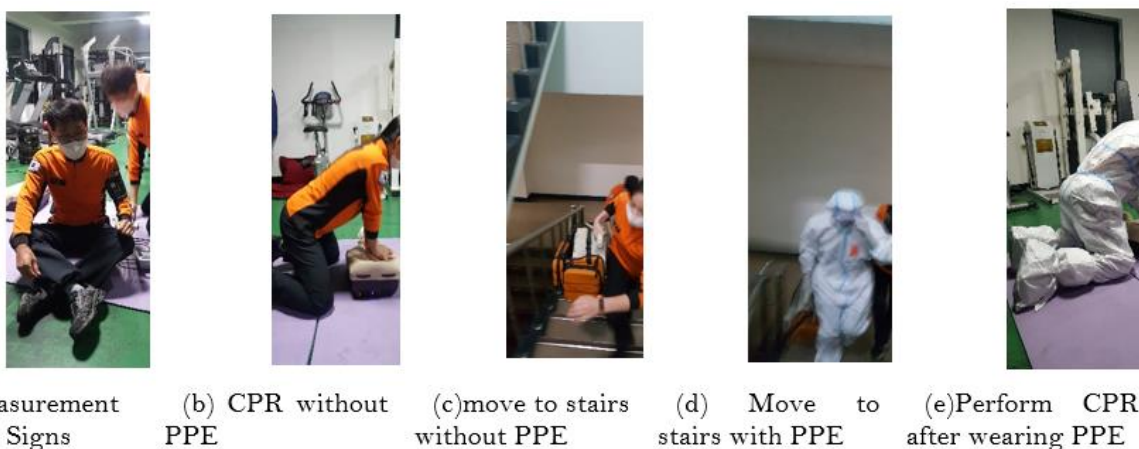 Signs
(b) CPR without
PPE
(c)move to stairs
without PPE
(d) Move to
stairs with PPE
(e)Perform CPR
after wearing PPE